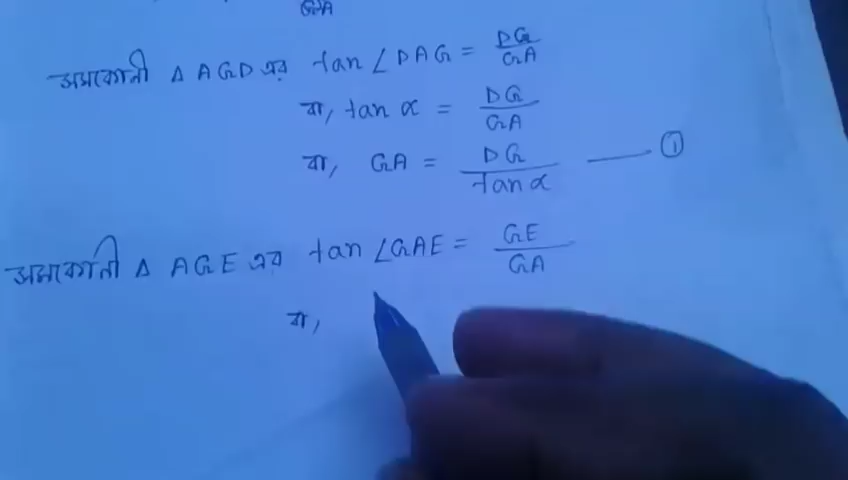 GA
সমকোনী Δ AGD এর tan ∠DAG = DG/GA
বা, tan α = DG/GA
বা, GA = DG/tan α —— ①
সমকোনী Δ AGE এর tan ∠GAE = GE/GA
বা,